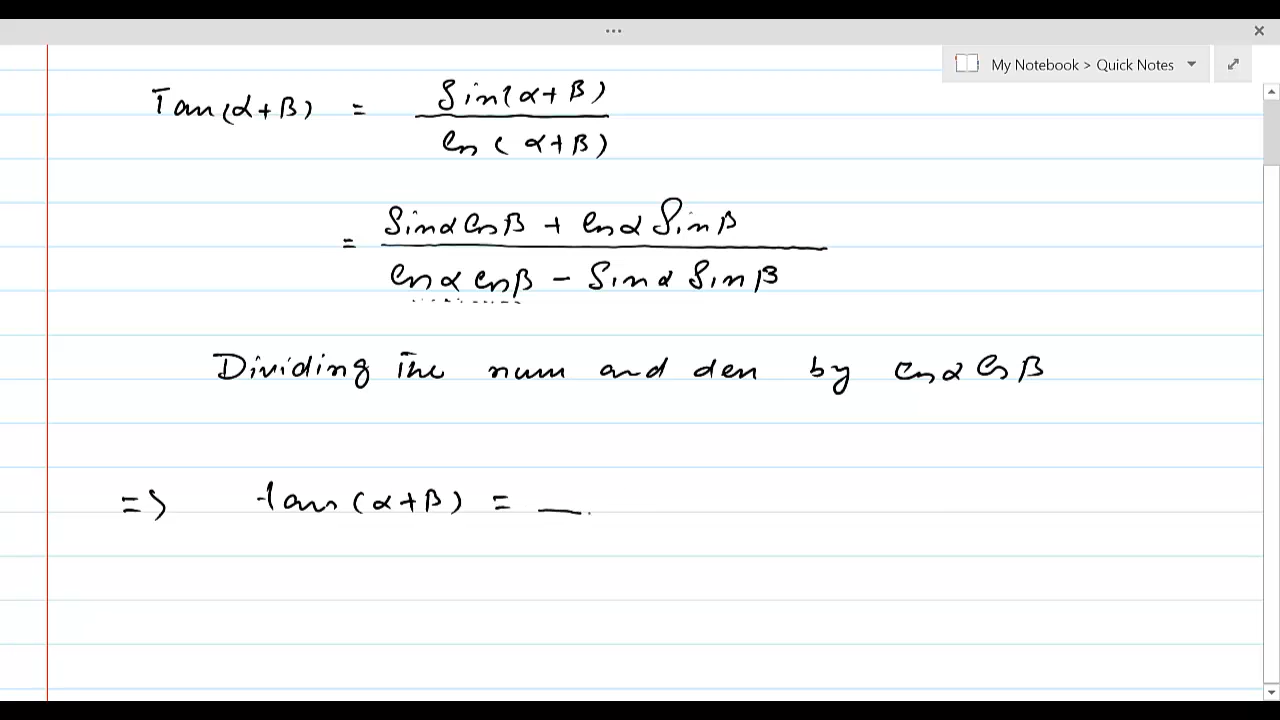 My Notebook > Quick Notes
Tan(α+β) = Sin(α+β)
Cos(α+β)
= Sinα Cosβ + Cosα Sinβ
Cosα Cosβ − Sinα Sinβ
Dividing The num and den by Cosα Cosβ
=> tan(α+β) =